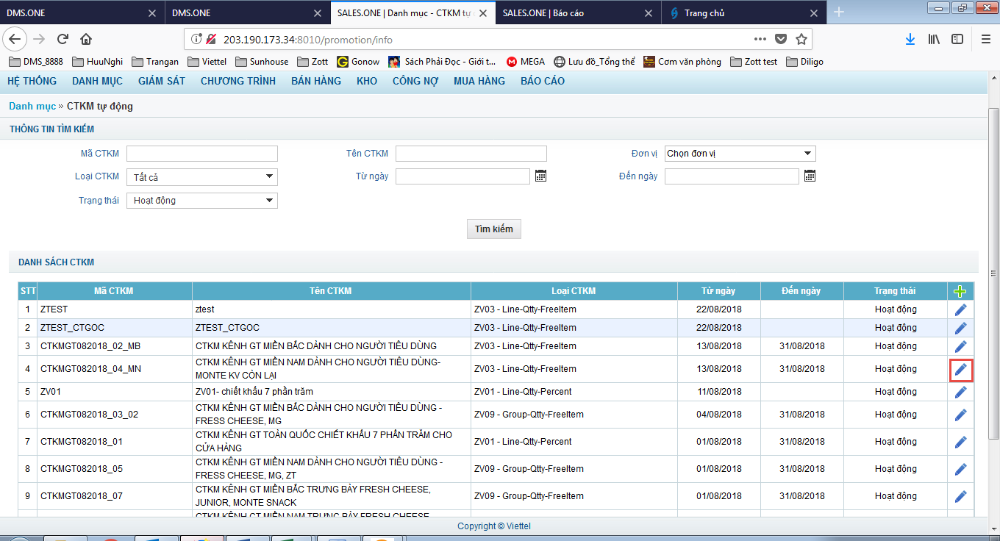 DMS.ONE
DMS.ONE
SALES.ONE | Danh mục - CTKM tự
SALES.ONE | Báo cáo
Trang chủ
203.190.173.34:8010/promotion/info
DMS_8888 HuuNghi Trangan Viettel Sunhouse Zott Gonow Sách Phải Đọc - Giới t... MEGA Lưu đồ_Tổng thể Cơm văn phòng Zott test Diligo
HỆ THỐNG DANH MỤC GIÁM SÁT CHƯƠNG TRÌNH BÁN HÀNG KHO CÔNG NỢ MUA HÀNG BÁO CÁO
Danh mục » CTKM tự động
THÔNG TIN TÌM KIẾM
Mã CTKM Tên CTKM Đơn vị Chọn đơn vị
Loại CTKM Tất cả Từ ngày Đến ngày
Trạng thái Hoạt động
Tìm kiếm
DANH SÁCH CTKM
STT Mã CTKM Tên CTKM Loại CTKM Từ ngày Đến ngày Trạng thái
1 ZTEST ztest ZV03 - Line-Qtty-FreeItem 22/08/2018 Hoạt động
2 ZTEST_CTGOC ZTEST_CTGOC ZV03 - Line-Qtty-FreeItem 22/08/2018 Hoạt động
3 CTKMGT082018_02_MB CTKM KÊNH GT MIỀN BẮC DÀNH CHO NGƯỜI TIÊU DÙNG ZV03 - Line-Qtty-FreeItem 13/08/2018 31/08/2018 Hoạt động
4 CTKMGT082018_04_MN CTKM KÊNH GT MIỀN NAM DÀNH CHO NGƯỜI TIÊU DÙNG-
MONTE KV CÒN LẠI ZV03 - Line-Qtty-FreeItem 13/08/2018 31/08/2018 Hoạt động
5 ZV01 ZV01- chiết khấu 7 phần trăm ZV01 - Line-Qtty-Percent 11/08/2018 Hoạt động
6 CTKMGT082018_03_02 CTKM KÊNH GT MIỀN BẮC DÀNH CHO NGƯỜI TIÊU DÙNG -
FRESS CHEESE, MG ZV09 - Group-Qtty-FreeItem 04/08/2018 31/08/2018 Hoạt động
7 CTKMGT082018_01 CTKM KÊNH GT TOÀN QUỐC CHIẾT KHẤU 7 PHẦN TRĂM CHO
CỬA HÀNG ZV01 - Line-Qtty-Percent 01/08/2018 31/08/2018 Hoạt động
8 CTKMGT082018_05 CTKM KÊNH GT MIỀN NAM DÀNH CHO NGƯỜI TIÊU DÙNG -
FRESS CHEESE, MG, ZT ZV09 - Group-Qtty-FreeItem 01/08/2018 31/08/2018 Hoạt động
9 CTKMGT082018_07 CTKM KÊNH GT MIỀN BẮC TRƯNG BÀY FRESH CHEESE,
JUNIOR, MONTE SNACK ZV09 - Group-Qtty-FreeItem 01/08/2018 31/08/2018 Hoạt động
CTKM KÊNH GT MIỀN NAM TRƯNG BÀY FRESH CHEESE
Copyright © Viettel